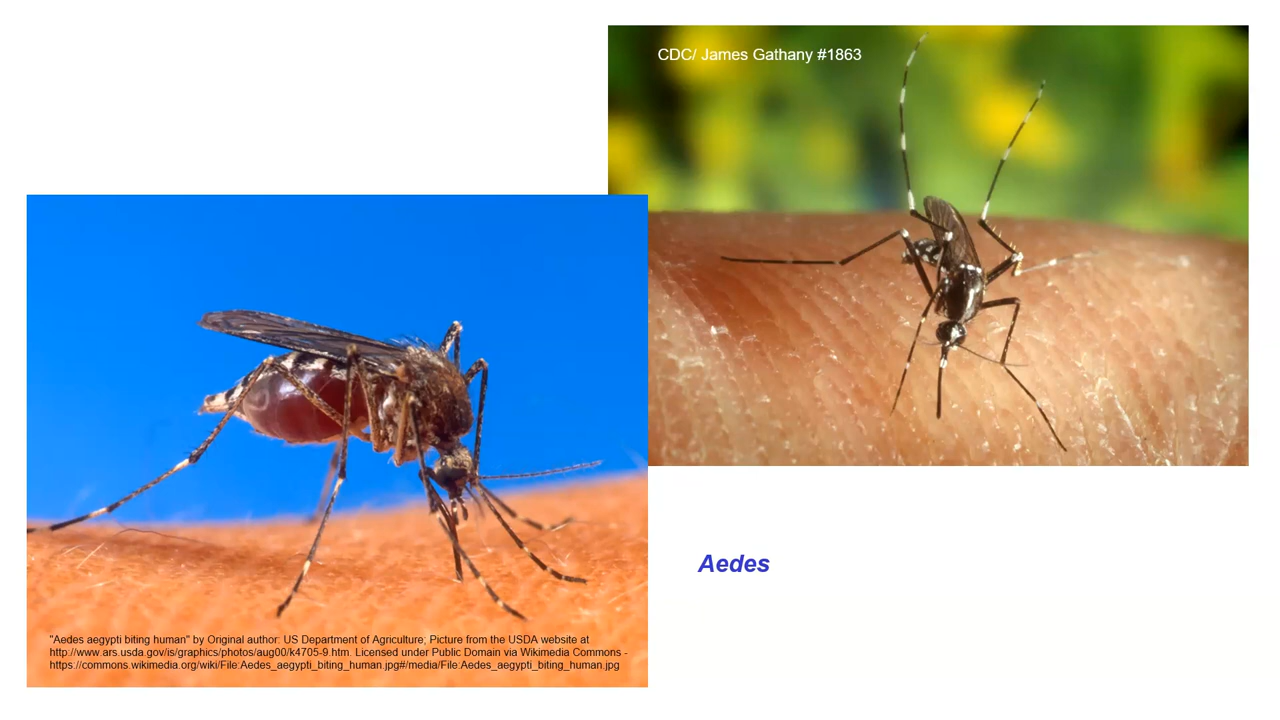 CDC/ James Gathany #1863
Aedes
"Aedes aegypti biting human" by Original author: US Department of Agriculture; Picture from the USDA website at
http://www.ars.usda.gov/is/graphics/photos/aug00/k4705-9.htm. Licensed under Public Domain via Wikimedia Commons -
https://commons.wikimedia.org/wiki/File:Aedes_aegypti_biting_human.jpg#/media/File:Aedes_aegypti_biting_human.jpg